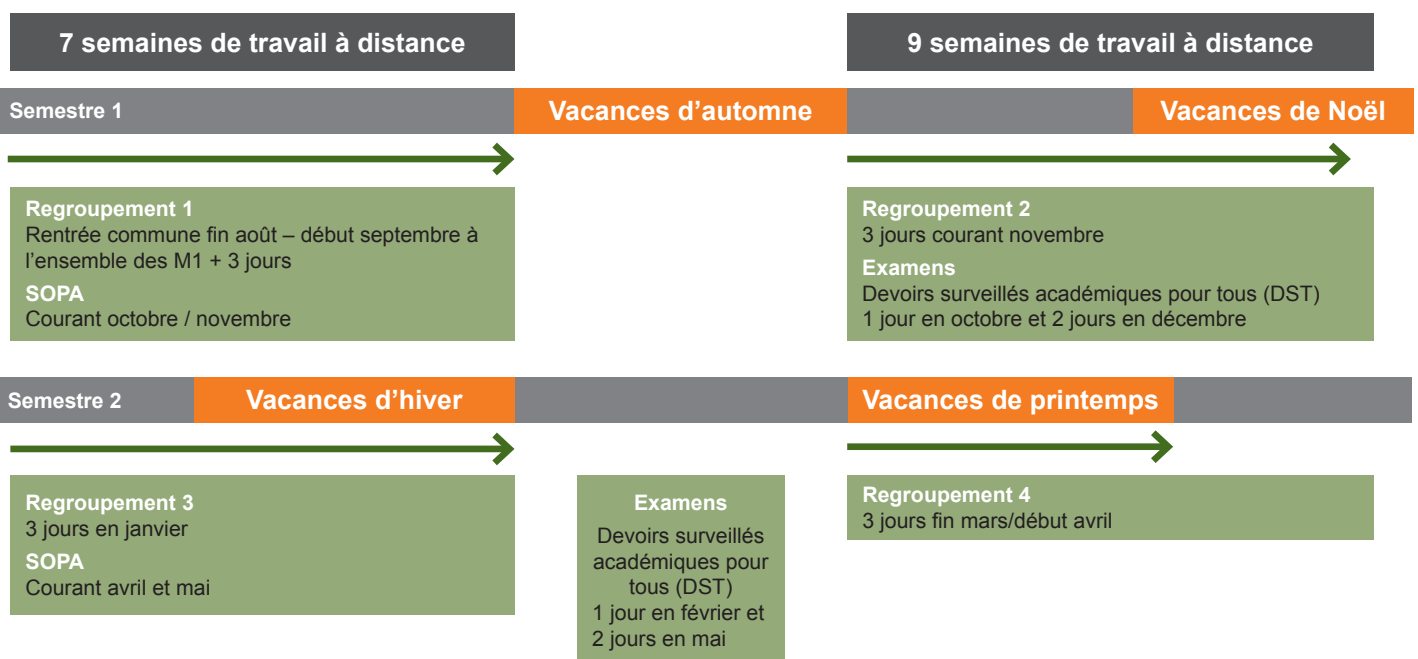 7 semaines de travail à distance
9 semaines de travail à distance
Semestre 1
Vacances d’automne
Vacances de Noël
Regroupement 1
Rentrée commune fin août – début septembre à
l’ensemble des M1 + 3 jours
SOPA
Courant octobre / novembre
Regroupement 2
3 jours courant novembre
Examens
Devoirs surveillés académiques pour tous (DST)
1 jour en octobre et 2 jours en décembre
Semestre 2
Vacances d’hiver
Vacances de printemps
Regroupement 3
3 jours en janvier
SOPA
Courant avril et mai
Examens
Devoirs surveillés
académiques pour
tous (DST)
1 jour en février et
2 jours en mai
Regroupement 4
3 jours fin mars/début avril